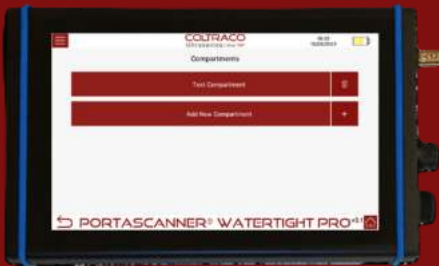 COLTRACO
Ultrasonics
Compartments
Test Compartment
Add New Compartment +
PORTASCANNER® WATERTIGHT PRO